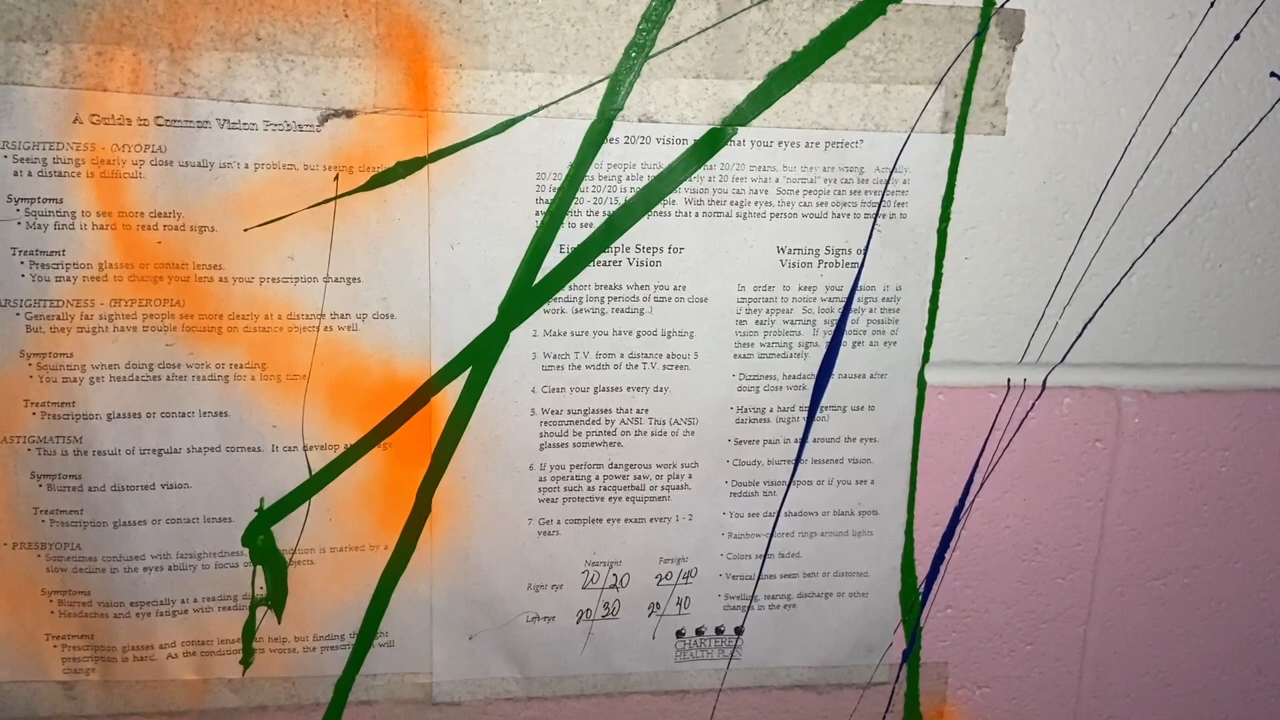 A Guide to Common Vision Problems
RSIGHTEDNESS - (MYOPIA)
• Seeing things clearly up close usually isn't a problem, but seeing clearly
at a distance is difficult.
Symptoms
• Squinting to see more clearly.
• May find it hard to read road signs.
Treatment
• Prescription glasses or contact lenses.
• You may need to change your lens as your prescription changes.
ARSIGHTEDNESS - (HYPEROPIA)
• Generally far sighted people see more clearly at a distance than up close.
But, they might have trouble focusing on distance objects as well.
Symptoms
• Squinting when doing close work or reading.
• You may get headaches after reading for a long time
Treatment
• Prescription glasses or contact lenses.
ASTIGMATISM
• This is the result of irregular shaped corneas. It can develop at
Symptoms
• Blurred and distorted vision.
Treatment
• Prescription glasses or contact lenses.
• PRESBYOPIA
• Sometimes confused with farsightedness, condition is marked by a
slow decline in the eyes ability to focus on objects.
Symptoms
• Blurred vision especially at a reading
• Headaches and eye fatigue with reading
Treatment
• Prescription glasses and contact lenses can help, but finding the right
prescription is hard. As the condition gets worse, the prescription will
change
20/20 vision that your eyes are perfect?
of people think what 20/20 means, but they are wrong. Actually,
20/20 being able to clearly at 20 feet what a "normal" eye can see clearly at
20 feet but 20/20 is not best vision you can have. Some people can see even better
than 20 - 20/15, for example. With their eagle eyes, they can see objects from 20 feet
away with the same sharpness that a normal sighted person would have to move in to
to see.
Eight Simple Steps for
Clearer Vision
short breaks when you are
spending long periods of time on close
work. (sewing, reading..)
2. Make sure you have good lighting.
3. Watch T.V. from a distance about 5
times the width of the T.V. screen.
4. Clean your glasses every day.
5. Wear sunglasses that are
recommended by ANSI. This (ANSI)
should be printed on the side of the
glasses somewhere.
6. If you perform dangerous work such
as operating a power saw, or play a
sport such as racquetball or squash,
wear protective eye equipment.
7. Get a complete eye exam every 1 - 2
years.
Nearsight Farsight
Right eye 20/20 20/40
Left eye 20/30 20/40
Warning Signs of
Vision Problem
In order to keep your vision it is
important to notice warning signs early
if they appear. So, look closely at these
ten early warning signs of possible
vision problems. If you notice one of
these warning signs, go to get an eye
exam immediately.
• Dizziness, headache or nausea after
doing close work.
• Having a hard time getting use to
darkness. (night vision)
• Severe pain in and around the eyes.
• Cloudy, blurred or lessened vision.
• Double vision, spots or if you see a
reddish tint.
• You see dark shadows or blank spots.
• Rainbow-colored rings around lights
• Colors seem faded.
• Vertical lines seem bent or distorted.
• Swelling, tearing, discharge or other
changes in the eye.
CHARTERED
HEALTH PLAN